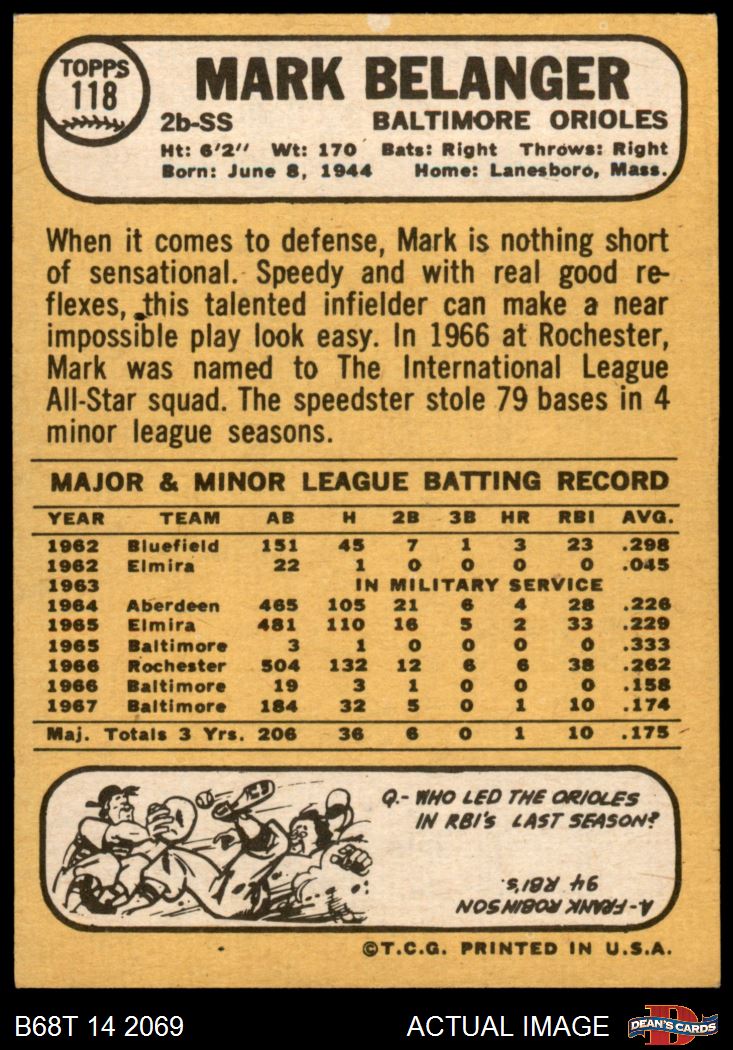 TOPPS
118
MARK BELANGER
2b-SS BALTIMORE ORIOLES
Ht: 6'2" Wt: 170 Bats: Right Throws: Right
Born: June 8, 1944 Home: Lanesboro, Mass.
When it comes to defense, Mark is nothing short
of sensational. Speedy and with real good re-
flexes, this talented infielder can make a near
impossible play look easy. In 1966 at Rochester,
Mark was named to The International League
All-Star squad. The speedster stole 79 bases in 4
minor league seasons.
MAJOR & MINOR LEAGUE BATTING RECORD
YEAR TEAM AB H 2B 3B HR RBI AVG.
1962 Bluefield 151 45 7 1 3 23 .298
1962 Elmira 22 1 0 0 0 0 .045
1963 IN MILITARY SERVICE
1964 Aberdeen 465 105 21 6 4 28 .226
1965 Elmira 481 110 16 5 2 33 .229
1965 Baltimore 3 1 0 0 0 0 .333
1966 Rochester 504 132 12 6 6 38 .262
1966 Baltimore 19 3 1 0 0 0 .158
1967 Baltimore 184 32 5 0 1 10 .174
Maj. Totals 3 Yrs. 206 36 6 0 1 10 .175
Q.- WHO LED THE ORIOLES
IN RBI's LAST SEASON?
A-FRANK ROBINSON
94 RBI's.
©T.C.G. PRINTED IN U.S.A.
B68T 14 2069 ACTUAL IMAGE DEAN'S CARDS